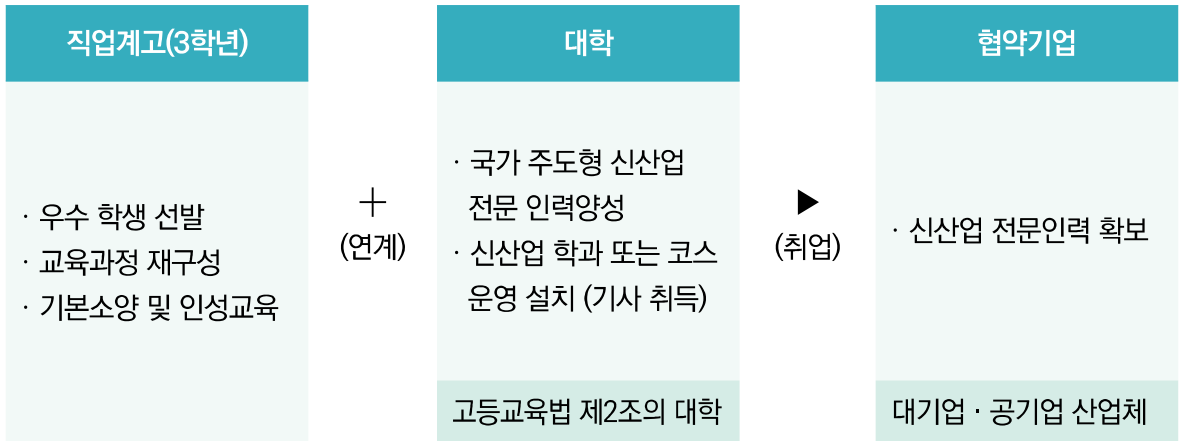 직업계고(3학년)
· 우수 학생 선발
· 교육과정 재구성
· 기본소양 및 인성교육
+
(연계)
대학
· 국가 주도형 신산업
전문 인력양성
· 신산업 학과 또는 코스
운영 설치 (기사 취득)
고등교육법 제2조의 대학
▶
(취업)
협약기업
· 신산업 전문인력 확보
대기업 · 공기업 산업체